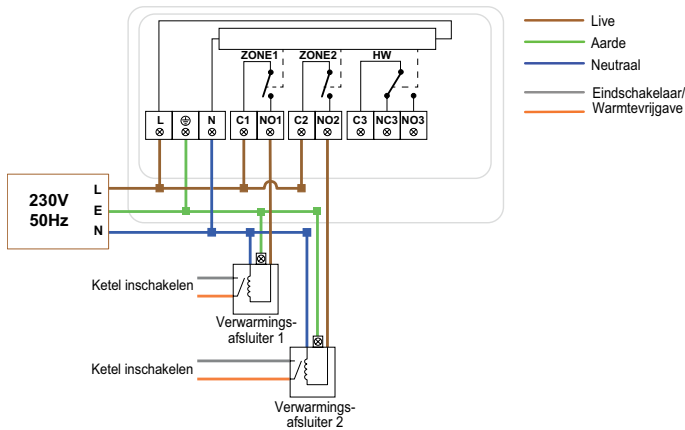 Live
Aarde
Neutraal
Eindschakelaar/
Warmtevrijgave
ZONE1
ZONE2
HW
L
N
C1
NO1
C2
NO2
C3
NC3
NO3
230V
50Hz
L
E
N
Ketel inschakelen
Verwarmings-
afsluiter 1
Ketel inschakelen
Verwarmings-
afsluiter 2